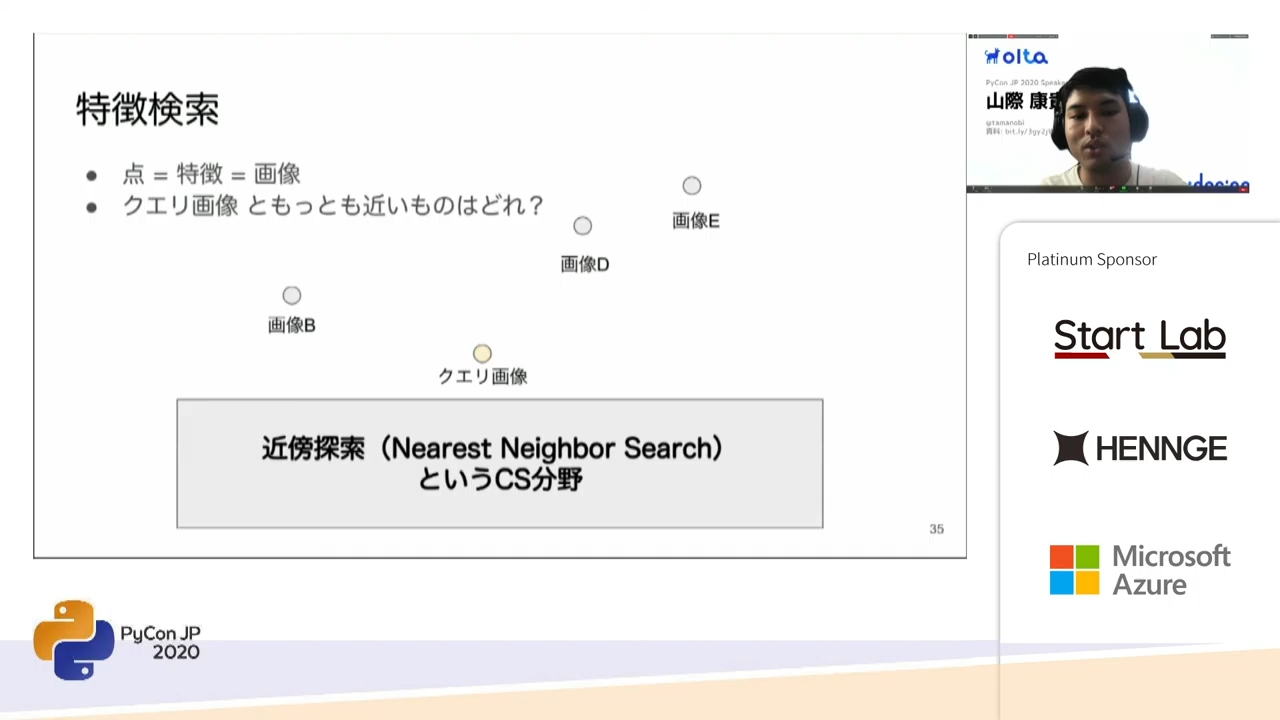 特徴検索
● 点 = 特徴 = 画像
● クエリ画像 ともっとも近いものはどれ？
画像E
画像D
画像B
クエリ画像
近傍探索（Nearest Neighbor Search）
というCS分野
35
olta
PyCon JP 2020 Speaker
山際 康貴
@tamanobi
資料: bit.ly/3gy2j
Platinum Sponsor
Start Lab
HENNGE
Microsoft
Azure
PyCon JP
2020